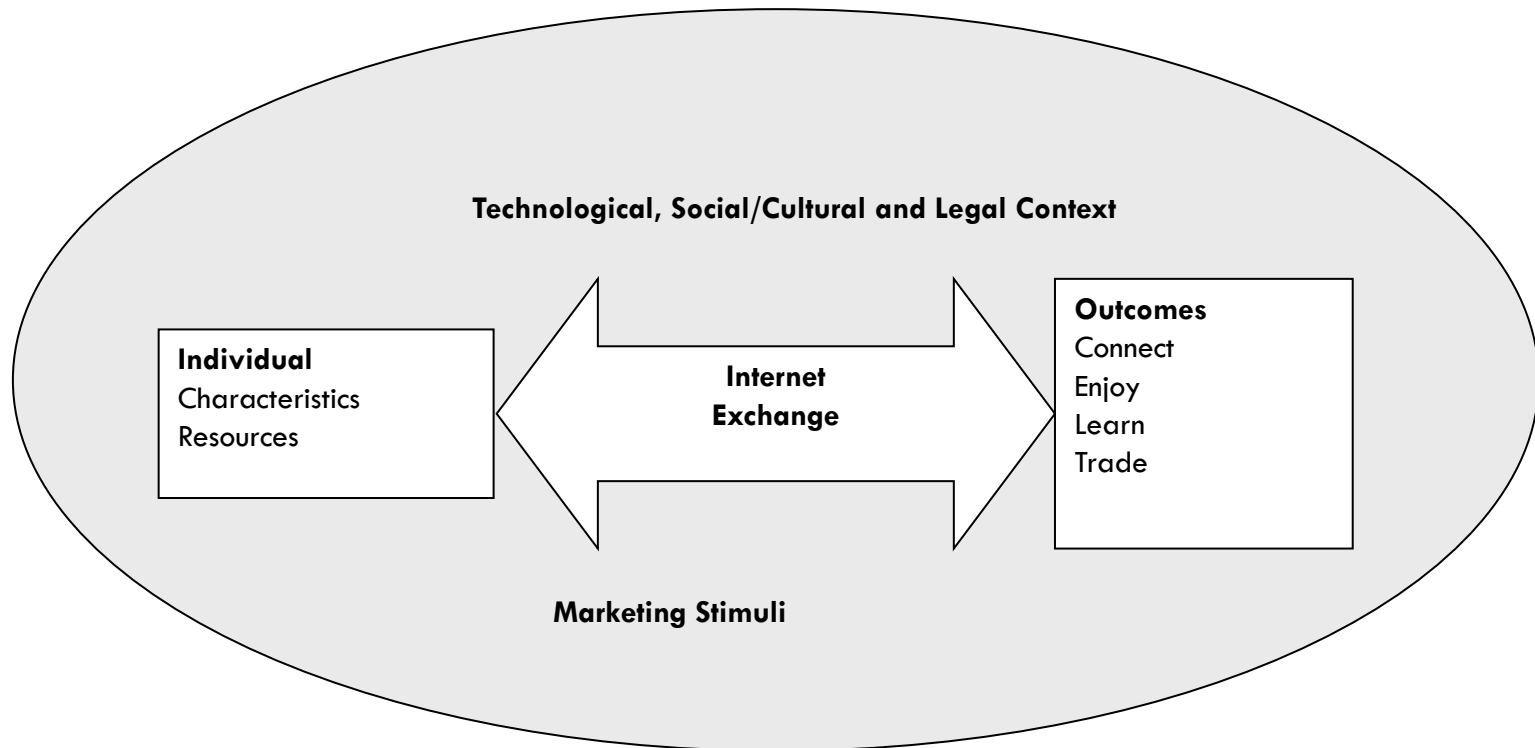 Technological, Social/Cultural and Legal Context
Individual
Characteristics
Resources
Internet
Exchange
Outcomes
Connect
Enjoy
Learn
Trade
Marketing Stimuli